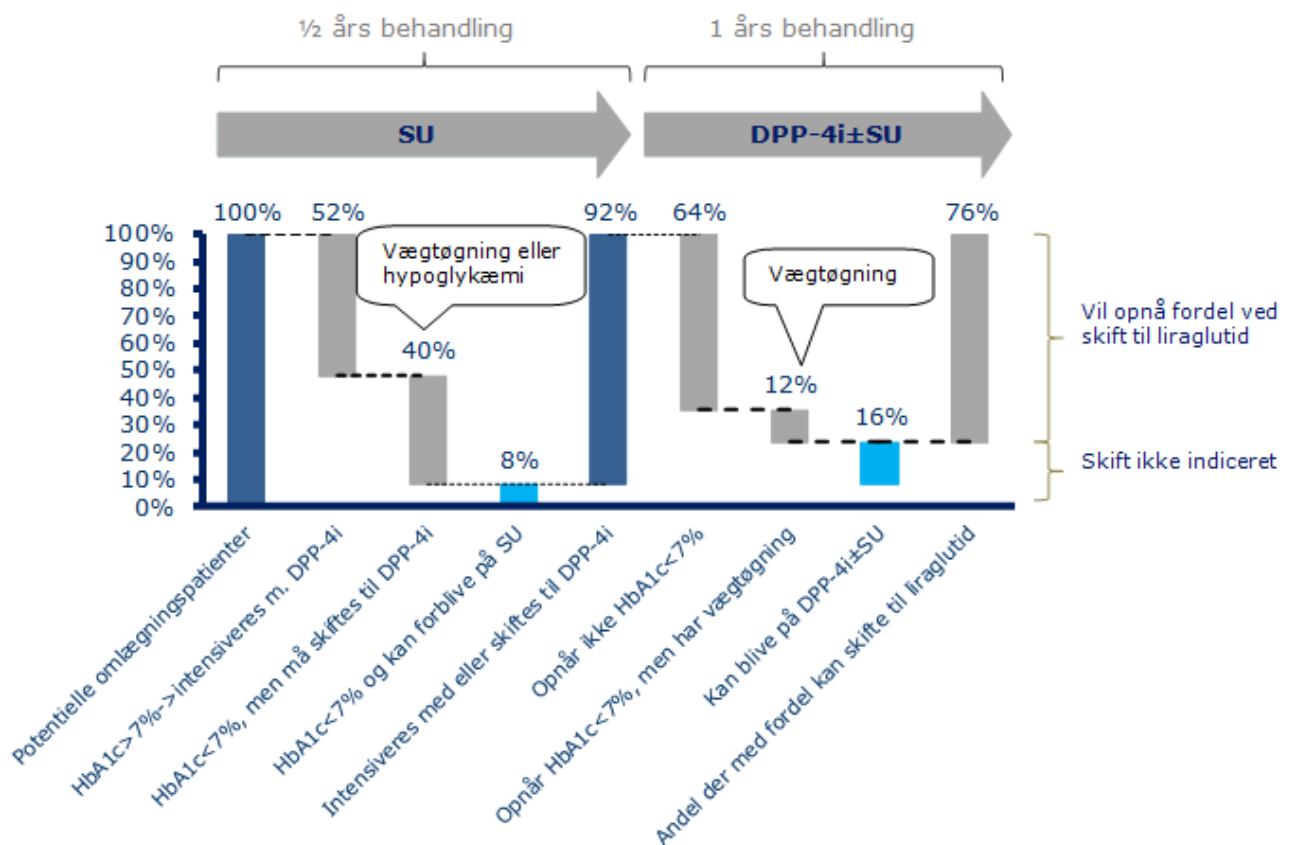 ½ års behandling
1 års behandling
SU
DPP-4i±SU
100%
52%
92%
64%
76%
100%
90%
80%
70%
60%
50%
40%
30%
20%
10%
0%
Vægtøgning eller
hypoglykæmi
40%
8%
Vægtøgning
12%
16%
Vil opnå fordel ved
skift til liraglutid
Skift ikke indiceret
Potentielle omlægningspatienter
HbA1c>7%->intensiveres m. DPP-4i
HbA1c<7%, men må skiftes til DPP-4i
HbA1c<7% og kan forblive på SU
Intensiveres med eller skiftes til DPP-4i
Opnår ikke HbA1c<7%
Opnår HbA1c<7%, men har vægtøgning
Kan blive på DPP-4i±SU
Andel der med fordel kan skifte til liraglutid